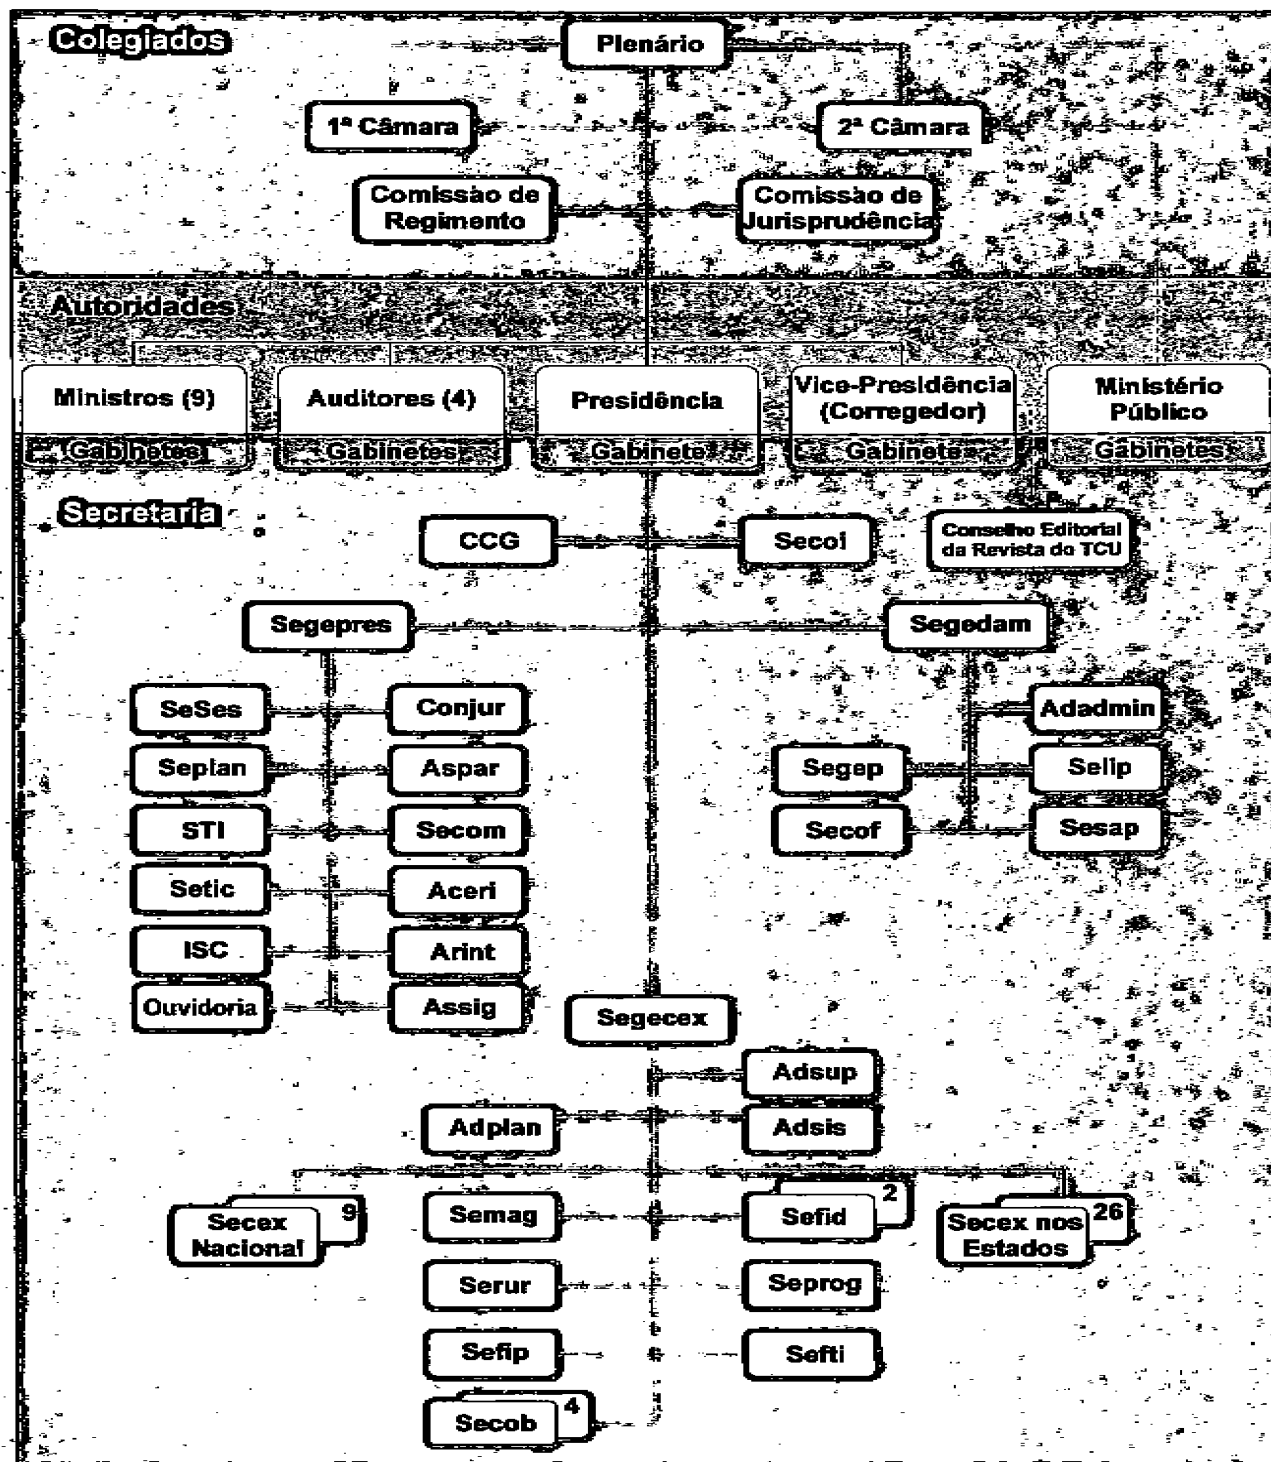 Colegiados
Plenário
1ª Câmara
2ª Câmara
Comissão de
Regimento
Comissão de
Jurisprudência
Autoridades
Ministros (9)
Gabinetes
Auditores (4)
Gabinetes
Presidência
Gabinete
Vice-Presidência
(Corregedor)
Gabinete
Ministério
Público
Gabinetes
Secretaria
CCG
Secoi
Conselho Editorial
da Revista do TCU
Segepres
Segedam
SeSes
Conjur
Adadmin
Seplan
Aspar
Segep
Selip
STI
Secom
Secof
Sesap
Setic
Aceri
ISC
Arint
Ouvidoria
Assig
Segecex
Adsup
Adplan
Adsis
Secex
Nacional
9
Semag
Sefid
2
Secex nos
Estados
26
Serur
Seprog
Sefip
Sefti
Secob
4